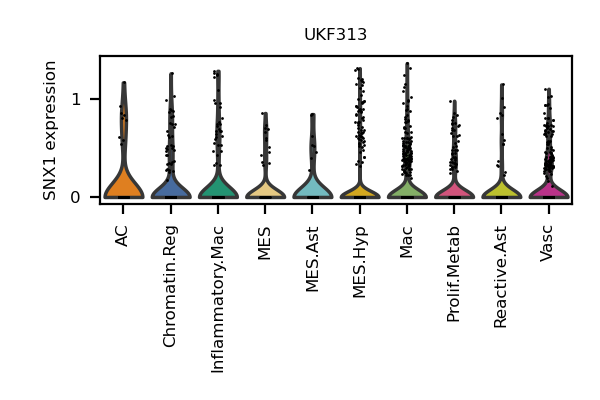 UKF313
SNX1 expression
1
0
AC
Chromatin.Reg
Inflammatory.Mac
MES
MES.Ast
MES.Hyp
Mac
Prolif.Metab
Reactive.Ast
Vasc